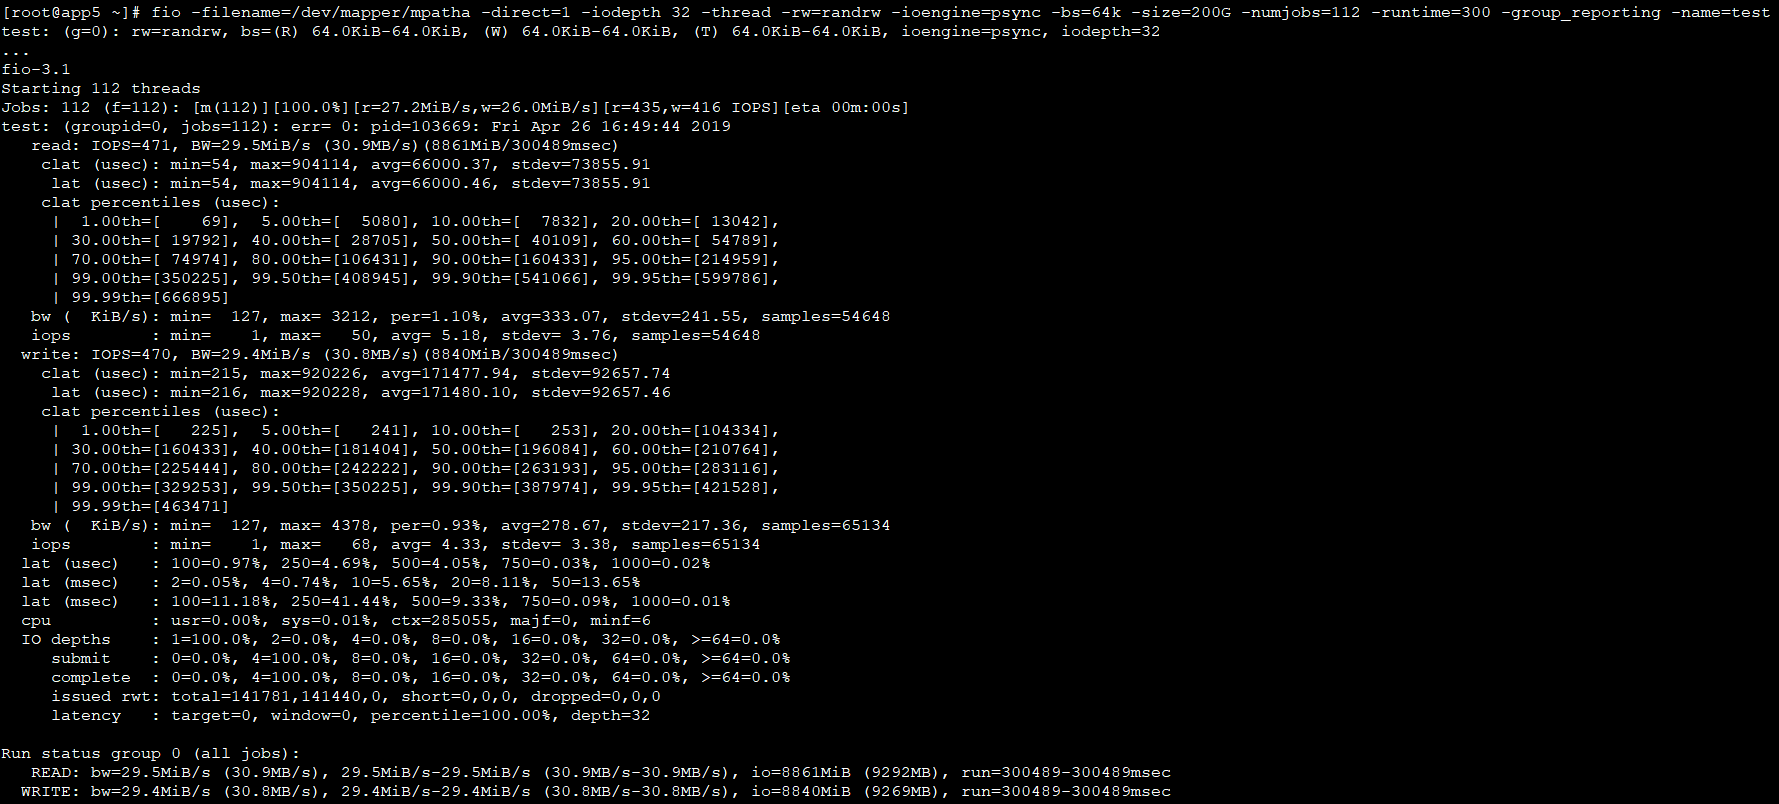 [root@app5 ~]# fio -filename=/dev/mapper/mpatha -direct=1 -iodepth 32 -thread -rw=randrw -ioengine=psync -bs=64k -size=200G -numjobs=112 -runtime=300 -group_reporting -name=test
test: (g=0): rw=randrw, bs=(R) 64.0KiB-64.0KiB, (W) 64.0KiB-64.0KiB, (T) 64.0KiB-64.0KiB, ioengine=psync, iodepth=32
...
fio-3.1
Starting 112 threads
Jobs: 112 (f=112): [m(112)][100.0%][r=27.2MiB/s,w=26.0MiB/s][r=435,w=416 IOPS][eta 00m:00s]
test: (groupid=0, jobs=112): err= 0: pid=103669: Fri Apr 26 16:49:44 2019
   read: IOPS=471, BW=29.5MiB/s (30.9MB/s)(8861MiB/300489msec)
    clat (usec): min=54, max=904114, avg=66000.37, stdev=73855.91
     lat (usec): min=54, max=904114, avg=66000.46, stdev=73855.91
    clat percentiles (usec):
     |  1.00th=[    69],  5.00th=[  5080], 10.00th=[  7832], 20.00th=[ 13042],
     | 30.00th=[ 19792], 40.00th=[ 28705], 50.00th=[ 40109], 60.00th=[ 54789],
     | 70.00th=[ 74974], 80.00th=[106431], 90.00th=[160433], 95.00th=[214959],
     | 99.00th=[350225], 99.50th=[408945], 99.90th=[541066], 99.95th=[599786],
     | 99.99th=[666895]
   bw (  KiB/s): min=  127, max= 3212, per=1.10%, avg=333.07, stdev=241.55, samples=54648
   iops        : min=    1, max=   50, avg= 5.18, stdev= 3.76, samples=54648
  write: IOPS=470, BW=29.4MiB/s (30.8MB/s)(8840MiB/300489msec)
    clat (usec): min=215, max=920226, avg=171477.94, stdev=92657.74
     lat (usec): min=216, max=920228, avg=171480.10, stdev=92657.46
    clat percentiles (usec):
     |  1.00th=[   225],  5.00th=[   241], 10.00th=[   253], 20.00th=[104334],
     | 30.00th=[160433], 40.00th=[181404], 50.00th=[196084], 60.00th=[210764],
     | 70.00th=[225444], 80.00th=[242222], 90.00th=[263193], 95.00th=[283116],
     | 99.00th=[329253], 99.50th=[350225], 99.90th=[387974], 99.95th=[421528],
     | 99.99th=[463471]
   bw (  KiB/s): min=  127, max= 4378, per=0.93%, avg=278.67, stdev=217.36, samples=65134
   iops        : min=    1, max=   68, avg= 4.33, stdev= 3.38, samples=65134
  lat (usec)   : 100=0.97%, 250=4.69%, 500=4.05%, 750=0.03%, 1000=0.02%
  lat (msec)   : 2=0.05%, 4=0.74%, 10=5.65%, 20=8.11%, 50=13.65%
  lat (msec)   : 100=11.18%, 250=41.44%, 500=9.33%, 750=0.09%, 1000=0.01%
  cpu          : usr=0.00%, sys=0.01%, ctx=285055, majf=0, minf=6
  IO depths    : 1=100.0%, 2=0.0%, 4=0.0%, 8=0.0%, 16=0.0%, 32=0.0%, >=64=0.0%
     submit    : 0=0.0%, 4=100.0%, 8=0.0%, 16=0.0%, 32=0.0%, 64=0.0%, >=64=0.0%
     complete  : 0=0.0%, 4=100.0%, 8=0.0%, 16=0.0%, 32=0.0%, 64=0.0%, >=64=0.0%
     issued rwt: total=141781,141440,0, short=0,0,0, dropped=0,0,0
     latency   : target=0, window=0, percentile=100.00%, depth=32

Run status group 0 (all jobs):
   READ: bw=29.5MiB/s (30.9MB/s), 29.5MiB/s-29.5MiB/s (30.9MB/s-30.9MB/s), io=8861MiB (9292MB), run=300489-300489msec
  WRITE: bw=29.4MiB/s (30.8MB/s), 29.4MiB/s-29.4MiB/s (30.8MB/s-30.8MB/s), io=8840MiB (9269MB), run=300489-300489msec